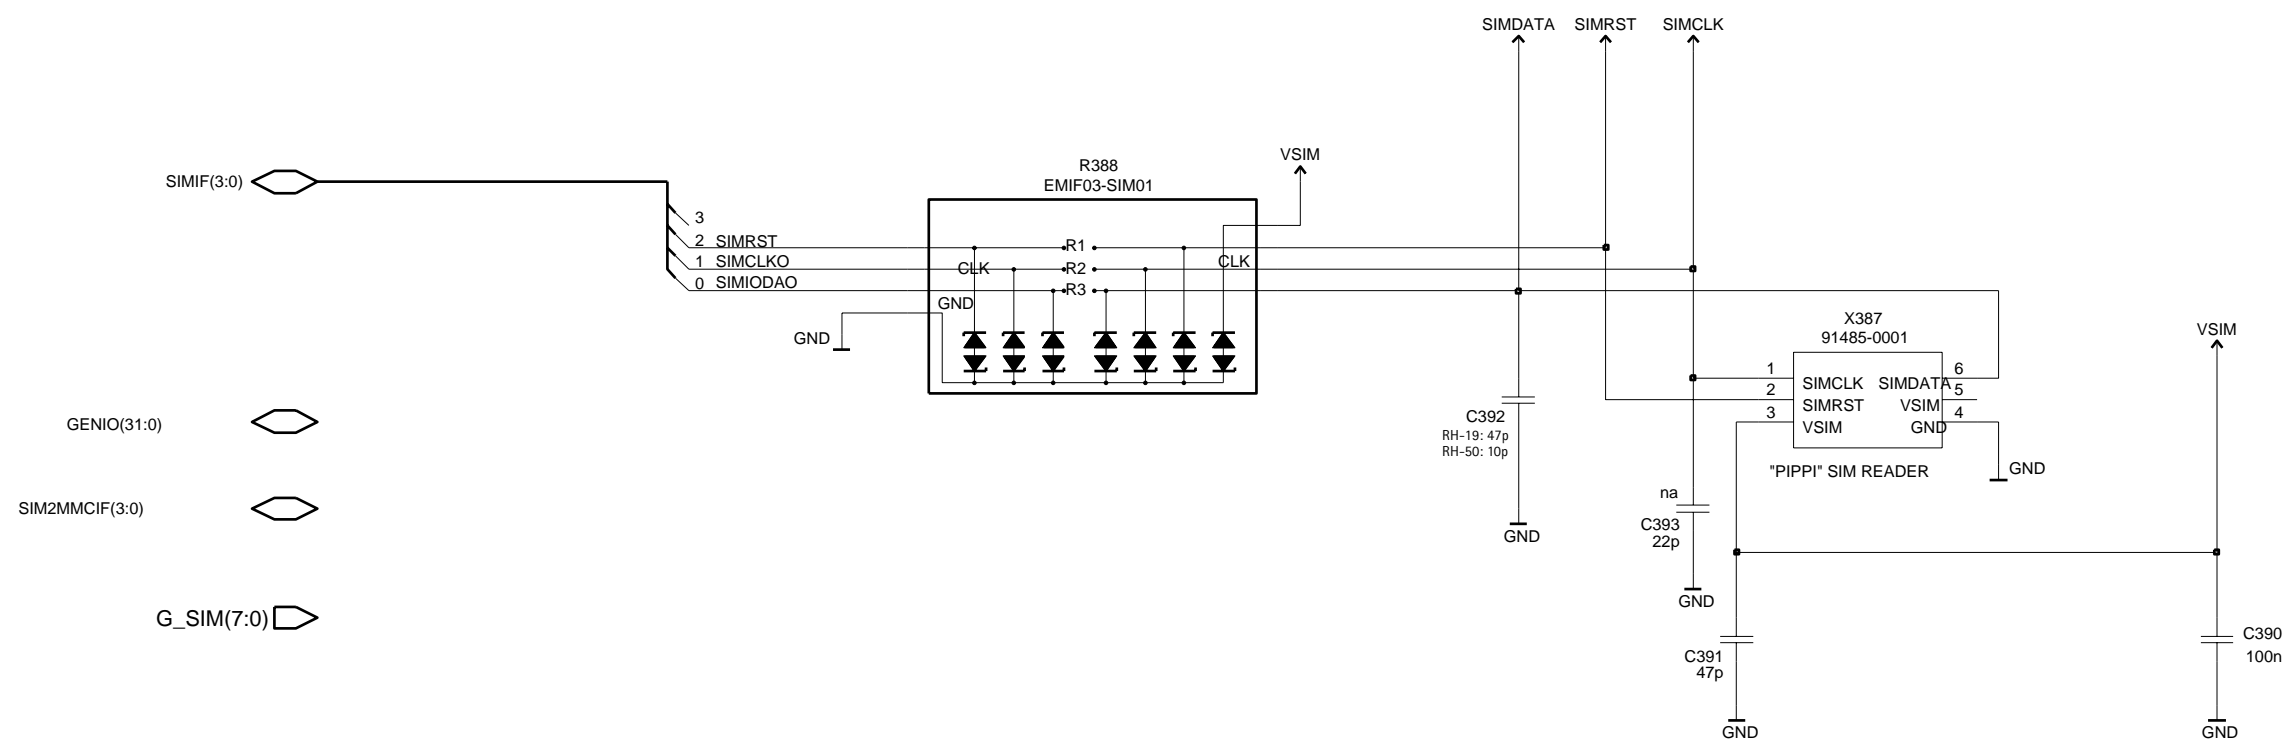 SIMDATA SIMRST SIMCLK
SIMIF(3:0)
3
2 SIMRST
1 SIMCLKO
0 SIMIODAO
R388
EMIF03-SIM01
VSIM
R1
CLK R2 CLK
R3
GND
GND
C392
RH-19: 47p
RH-50: 10p
GND
X387
91485-0001
1 SIMCLK SIMDATA 6
2 SIMRST VSIM 5
3 VSIM GND 4
"PIPPI" SIM READER
GND
VSIM
na
C393
22p
GND
C391
47p
GND
C390
100n
GND
GENIO(31:0)
SIM2MMCIF(3:0)
G_SIM(7:0)